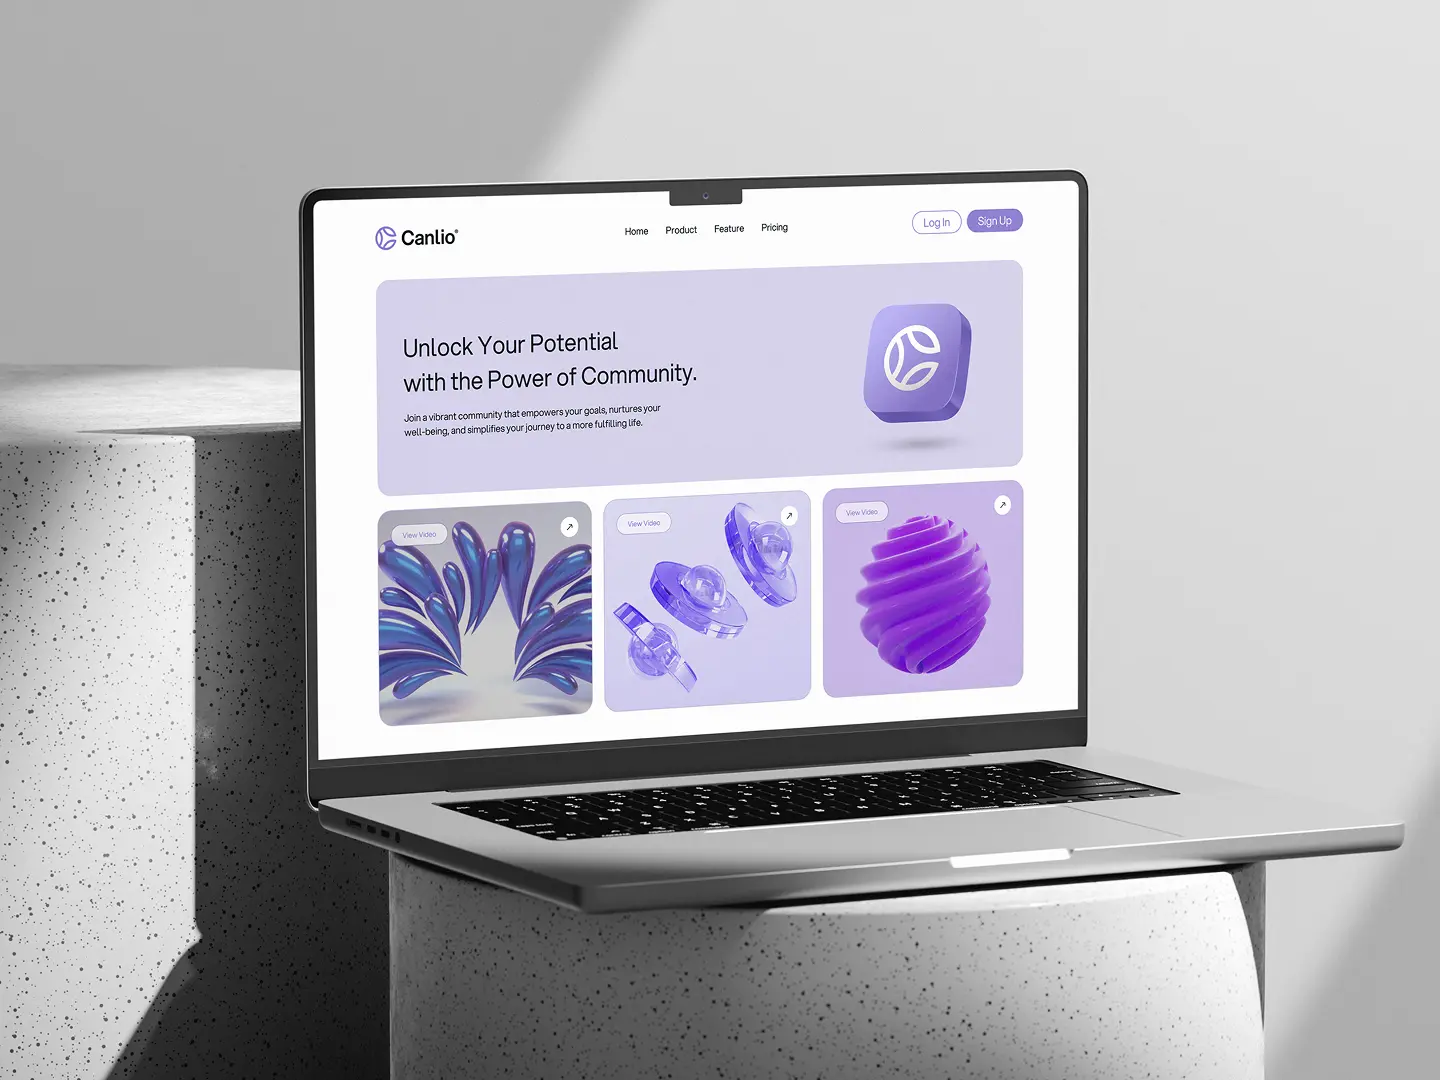 Canlio®
Home
Product
Feature
Pricing
Log In
Sign Up
Unlock Your Potential
with the Power of Community.
Join a vibrant community that empowers your goals, nurtures your
well-being, and simplifies your journey to a more fulfilling life.
View Video
View Video
View Video